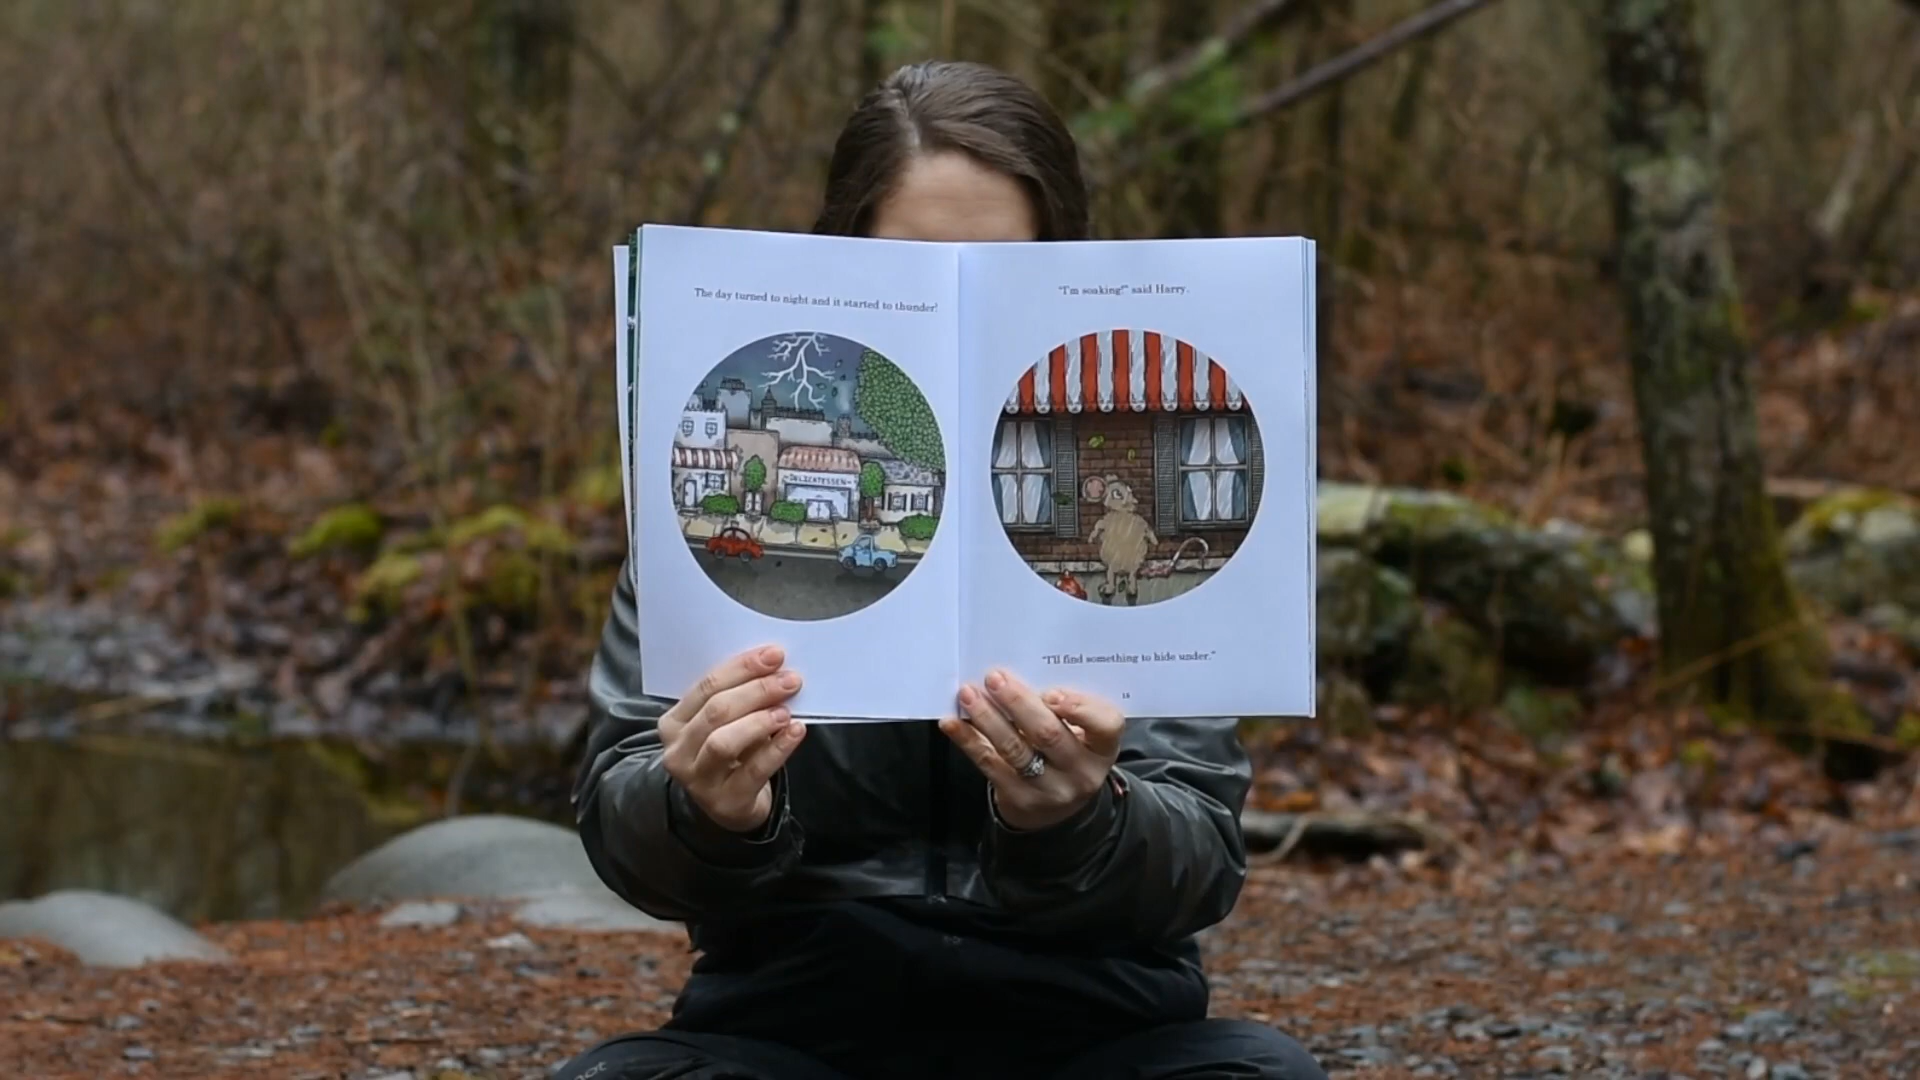 The day turned to night and it started to thunder!
DELICATESSEN
"I'm soaking!" said Harry.
"I'll find something to hide under."